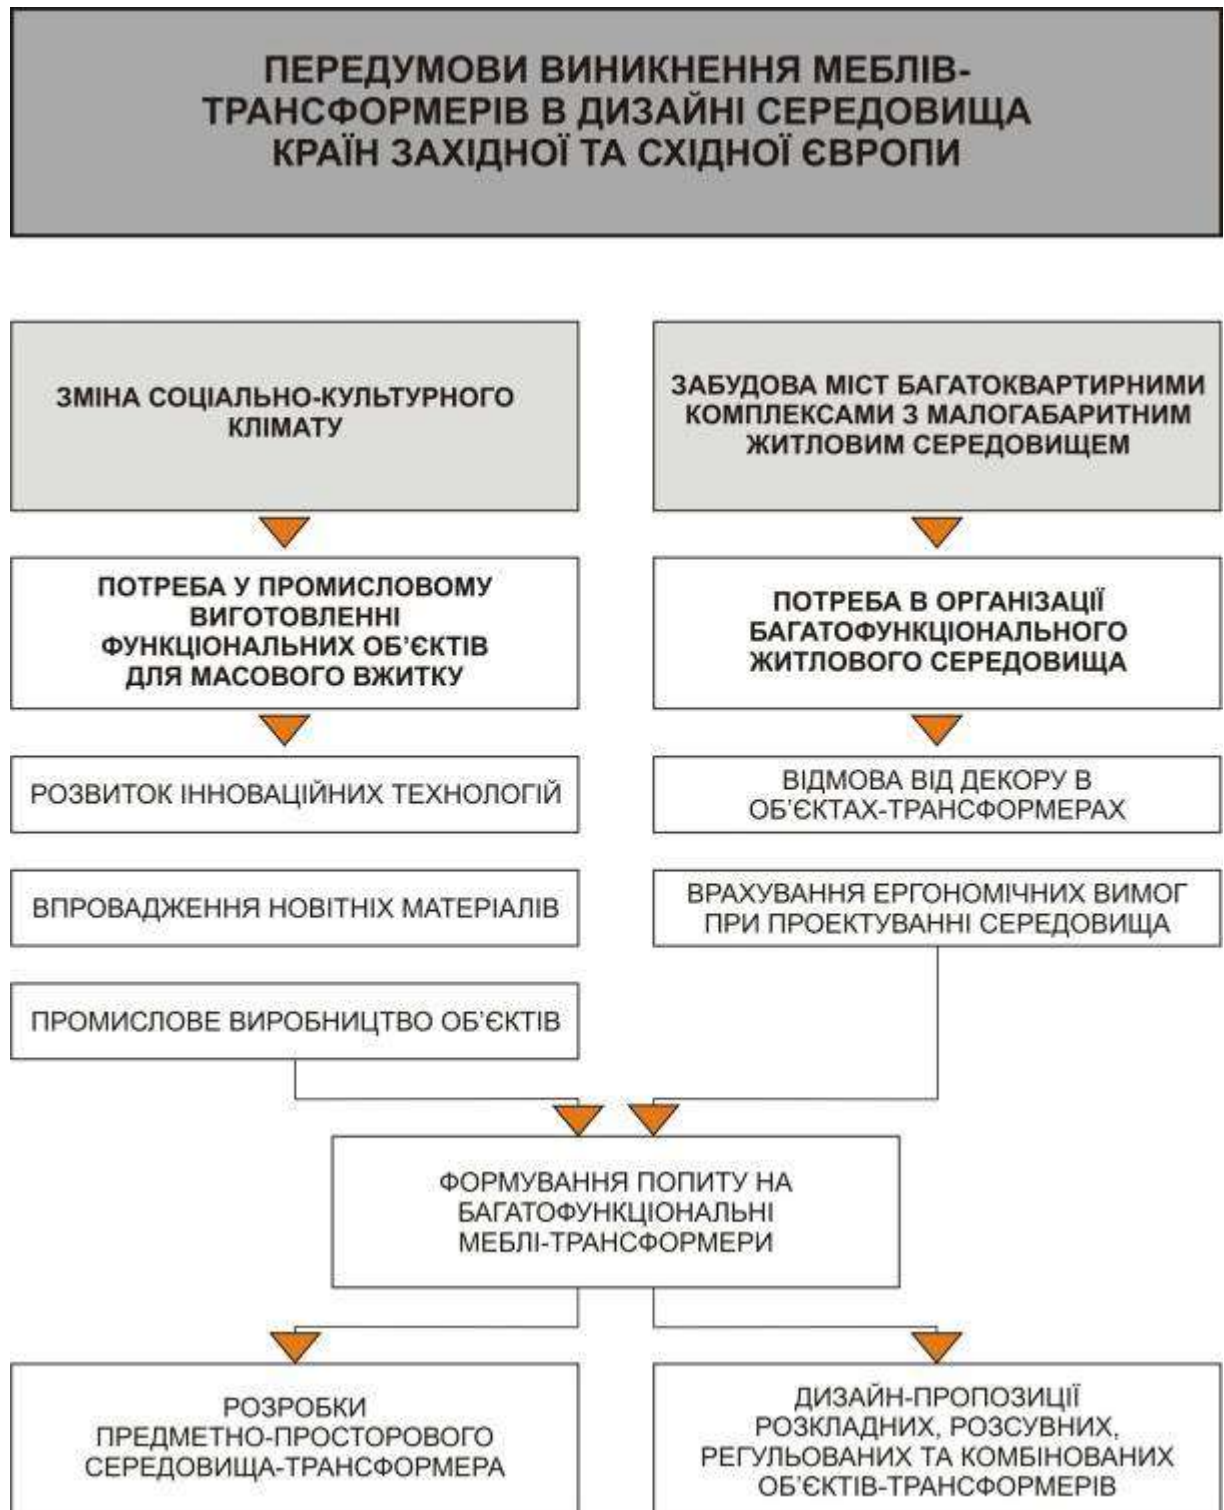 ПЕРЕДУМОВИ ВИНИКНЕННЯ МЕБЛІВ-
ТРАНСФОРМЕРІВ В ДИЗАЙНІ СЕРЕДОВИЩА
КРАЇН ЗАХІДНОЇ ТА СХІДНОЇ ЄВРОПИ
ЗМІНА СОЦІАЛЬНО-КУЛЬТУРНОГО
КЛІМАТУ
ЗАБУДОВА МІСТ БАГАТОКВАРТИРНИМИ
КОМПЛЕКСАМИ З МАЛОГАБАРИТНИМ
ЖИТЛОВИМ СЕРЕДОВИЩЕМ
ПОТРЕБА У ПРОМИСЛОВОМУ
ВИГОТОВЛЕННІ
ФУНКЦІОНАЛЬНИХ ОБ’ЄКТІВ
ДЛЯ МАСОВОГО ВЖИТКУ
ПОТРЕБА В ОРГАНІЗАЦІЇ
БАГАТОФУНКЦІОНАЛЬНОГО
ЖИТЛОВОГО СЕРЕДОВИЩА
РОЗВИТОК ІННОВАЦІЙНИХ ТЕХНОЛОГІЙ
ВІДМОВА ВІД ДЕКОРУ В
ОБ’ЄКТАХ-ТРАНСФОРМЕРАХ
ВПРОВАДЖЕННЯ НОВІТНІХ МАТЕРІАЛІВ
ВРАХУВАННЯ ЕРГОНОМІЧНИХ ВИМОГ
ПРИ ПРОЕКТУВАННІ СЕРЕДОВИЩА
ПРОМИСЛОВЕ ВИРОБНИЦТВО ОБ’ЄКТІВ
ФОРМУВАННЯ ПОПИТУ НА
БАГАТОФУНКЦІОНАЛЬНІ
МЕБЛІ-ТРАНСФОРМЕРИ
РОЗРОБКИ
ПРЕДМЕТНО-ПРОСТОРОВОГО
СЕРЕДОВИЩА-ТРАНСФОРМЕРА
ДИЗАЙН-ПРОПОЗИЦІЇ
РОЗКЛАДНИХ, РОЗСУВНИХ,
РЕГУЛЬОВАНИХ ТА КОМБІНОВАНИХ
ОБ’ЄКТІВ-ТРАНСФОРМЕРІВ